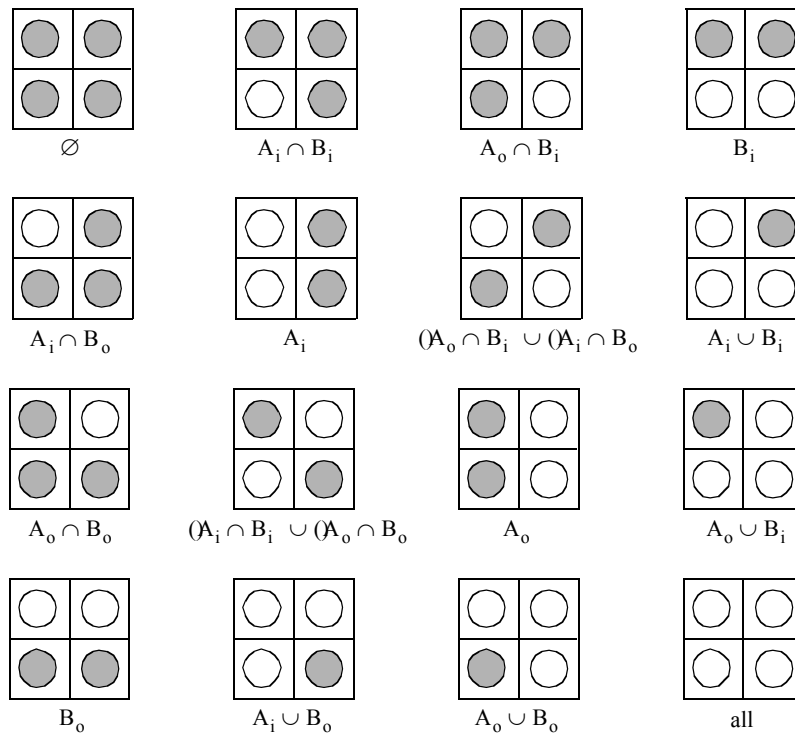 ∅ A_i ∩ B_i A_o ∩ B_i B_i
A_i ∩ B_o A_i ()A_o ∩ B_i ∪ ()A_i ∩ B_o A_i ∪ B_i
A_o ∩ B_o ()A_i ∩ B_i ∪ ()A_o ∩ B_o A_o A_o ∪ B_i
B_o A_i ∪ B_o A_o ∪ B_o all